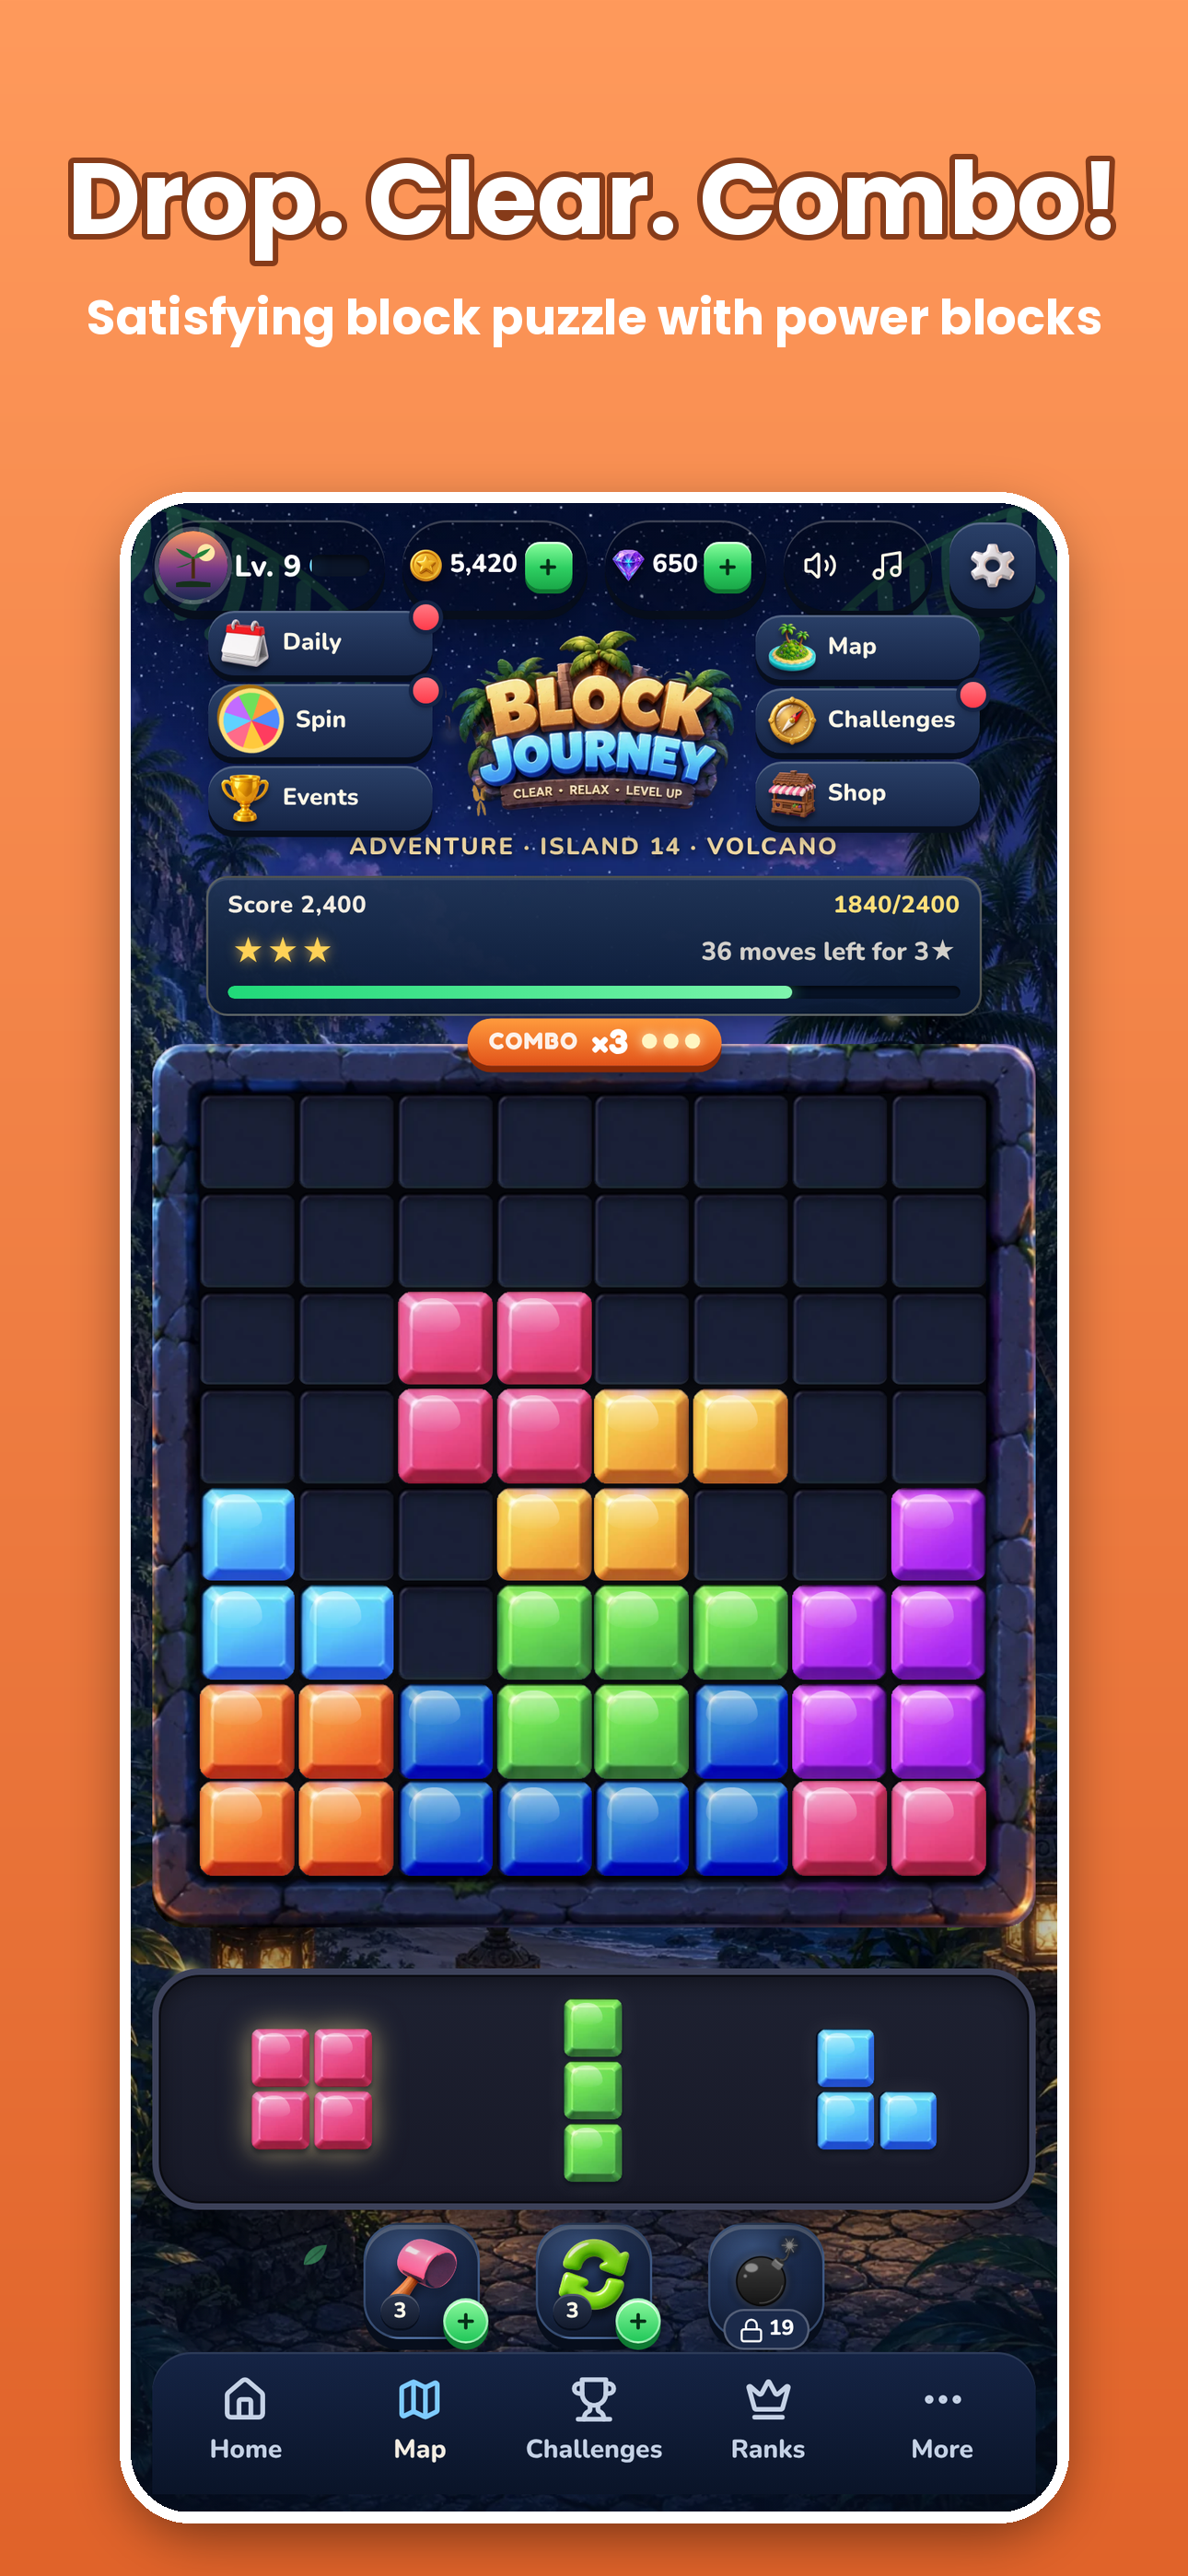 Drop. Clear. Combo!
Satisfying block puzzle with power blocks
Lv. 9
5,420
650
Daily
Spin
Events
BLOCK
JOURNEY
CLEAR • RELAX • LEVEL UP
Map
Challenges
Shop
ADVENTURE · ISLAND 14 · VOLCANO
Score 2,400
1840/2400
★★★
36 moves left for 3★
COMBO x3
3
3
19
Home
Map
Challenges
Ranks
More